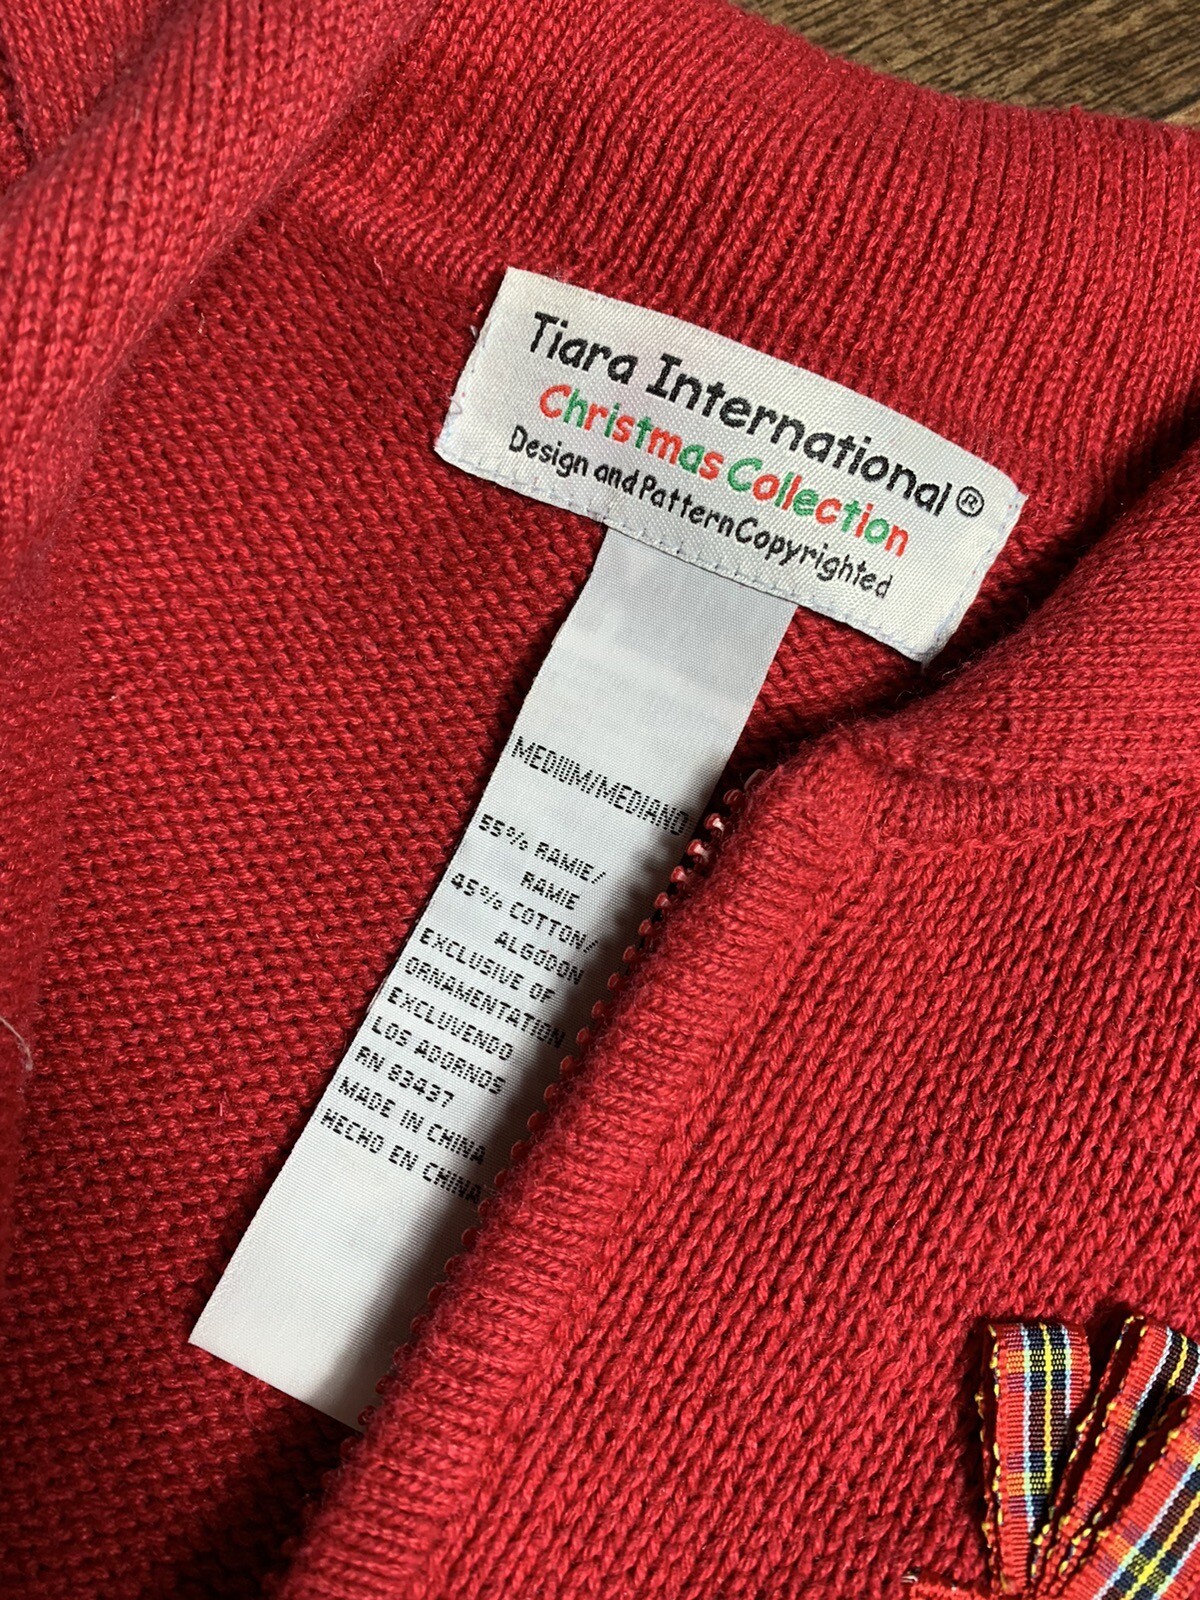 Tiara International®
Christmas Collection
Design and Pattern Copyrighted
MEDIUM/MEDIANO
55% RAMIE/
RAMIE
45% COTTON/
ALGODON
EXCLUSIVE OF
ORNAMENTATION
EXCLUVENDO
LOS ADORNOS
RN 83437
MADE IN CHINA
HECHO EN CHINA